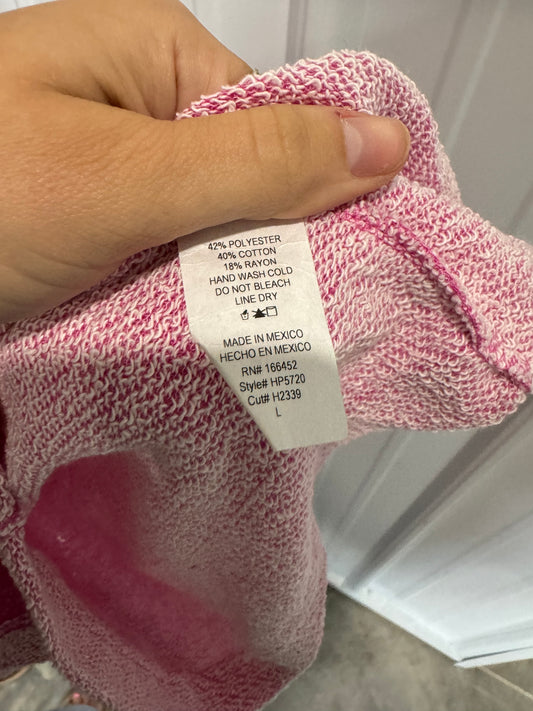 42% POLYESTER
40% COTTON
18% RAYON
HAND WASH COLD
DO NOT BLEACH
LINE DRY
MADE IN MEXICO
HECHO EN MEXICO
RN# 166452
Style# HP5720
Cut# H2339
L